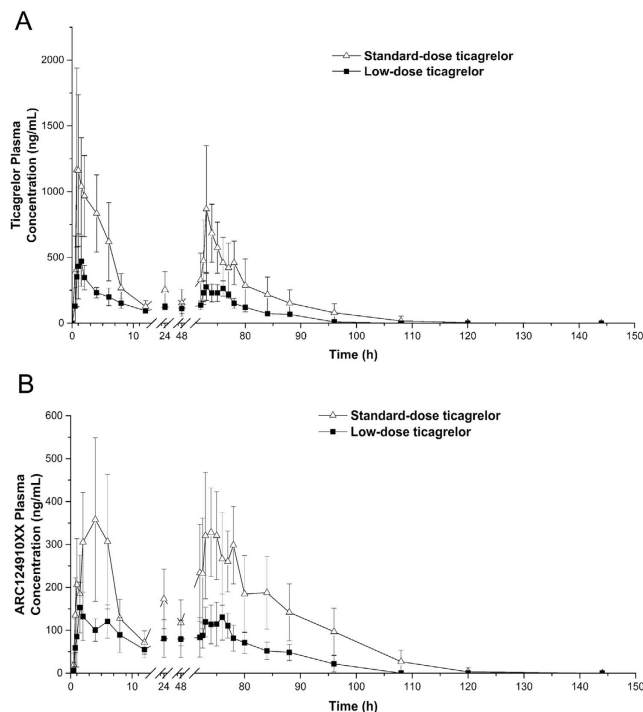 A
Standard-dose ticagrelor
Low-dose ticagrelor
Ticagrelor Plasma
Concentration (ng/mL)
2000
1500
1000
500
0
0 10 24 48 80 90 100 110 120 130 140 150
Time (h)
B
Standard-dose ticagrelor
Low-dose ticagrelor
ARC124910XX Plasma
Concentration (ng/mL)
600
500
400
300
200
100
0
0 10 24 48 80 90 100 110 120 130 140 150
Time (h)